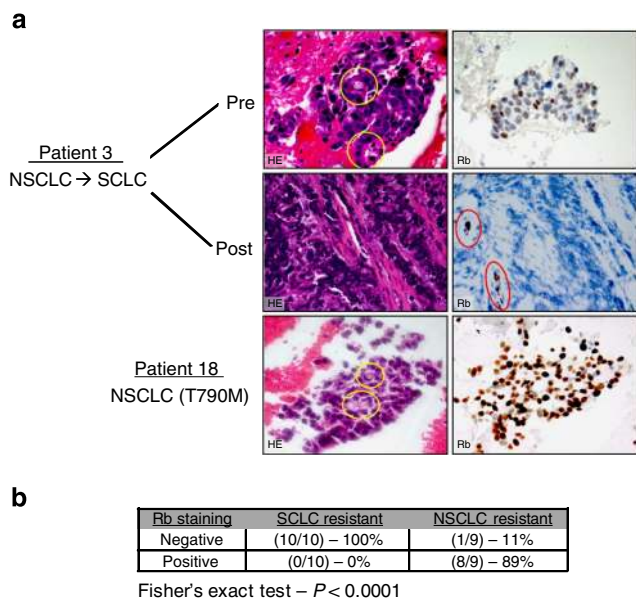 a
Pre
HE
Rb
Patient 3
NSCLC → SCLC
Post
HE
Rb
Patient 18
NSCLC (T790M)
HE
Rb
b
Rb staining SCLC resistant NSCLC resistant
Negative (10/10) – 100% (1/9) – 11%
Positive (0/10) – 0% (8/9) – 89%
Fisher's exact test – P < 0.0001